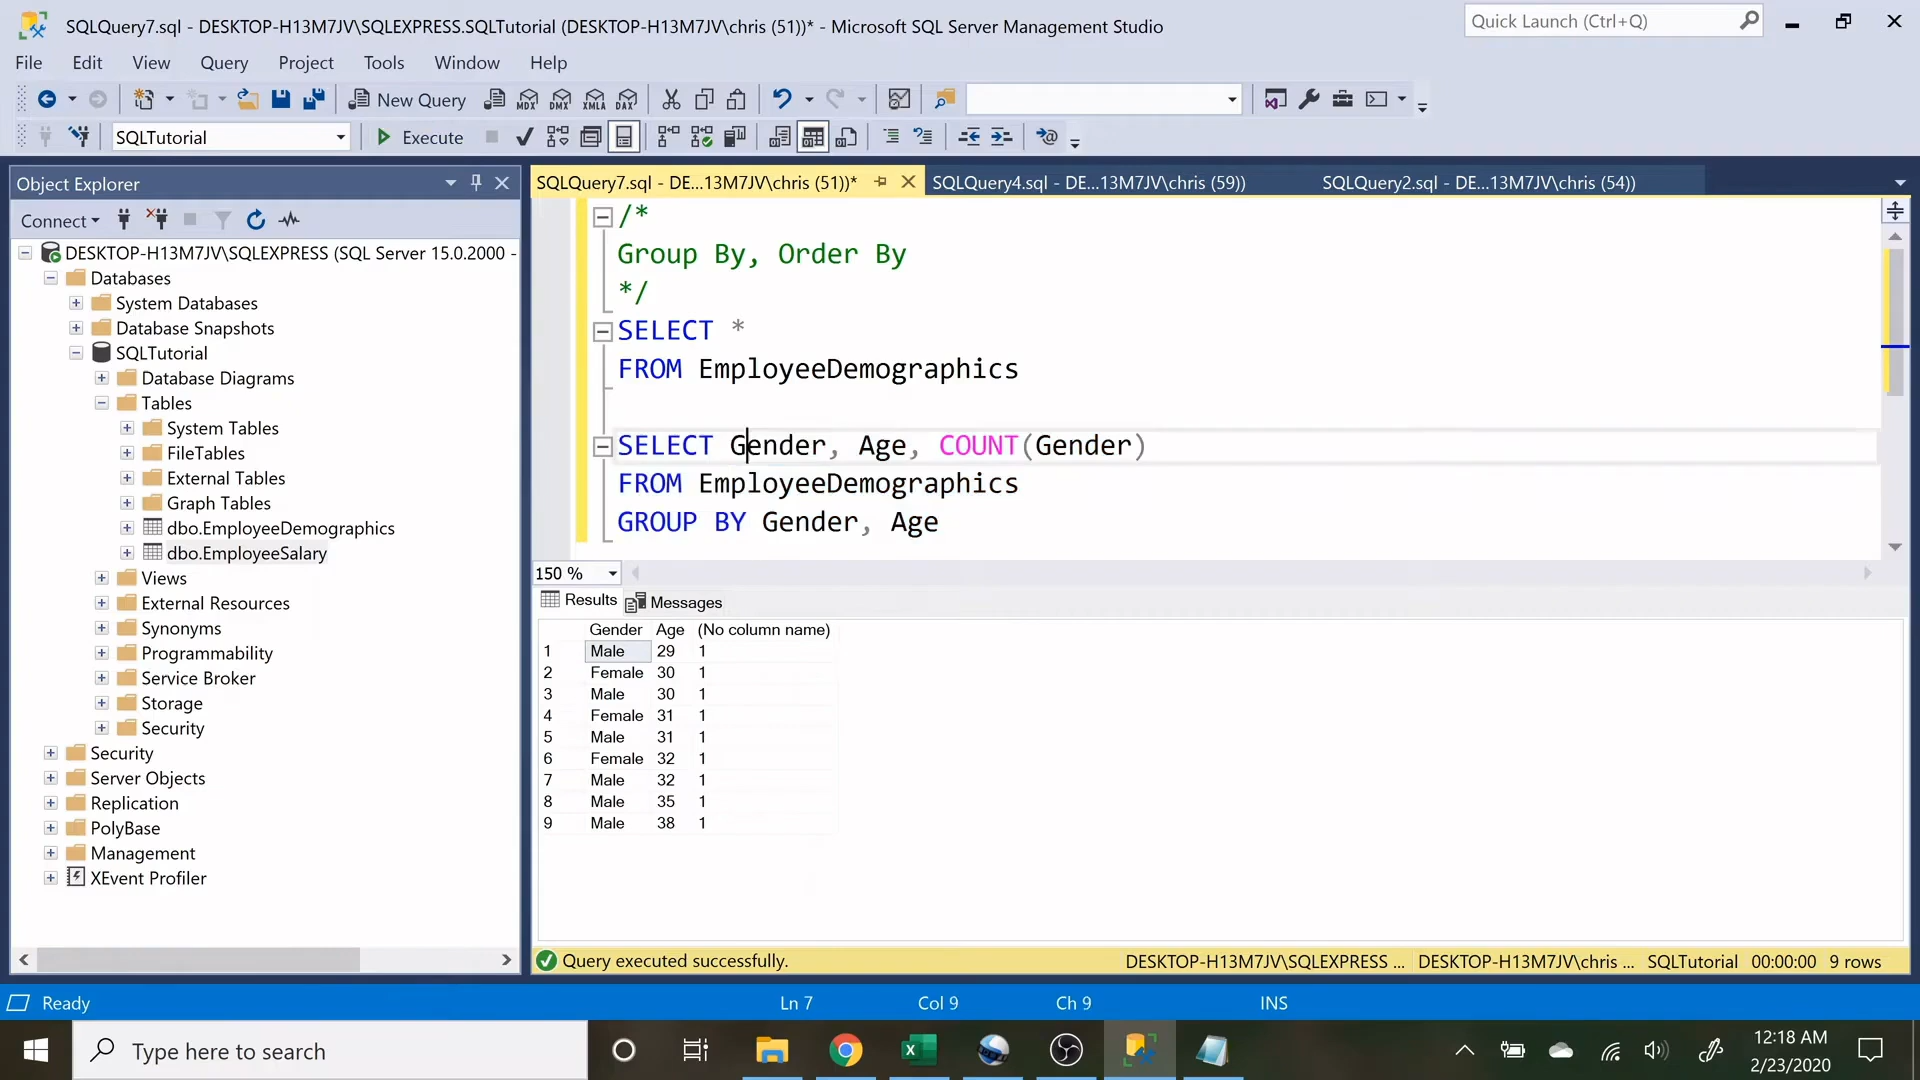 SQLQuery7.sql - DESKTOP-H13M7JV\SQLEXPRESS.SQLTutorial (DESKTOP-H13M7JV\chris (51))* - Microsoft SQL Server Management Studio
Quick Launch (Ctrl+Q)
File Edit View Query Project Tools Window Help
New Query MDX DMX XMLA DAX
SQLTutorial Execute
Object Explorer
Connect
DESKTOP-H13M7JV\SQLEXPRESS (SQL Server 15.0.2000 -
Databases
System Databases
Database Snapshots
SQLTutorial
Database Diagrams
Tables
System Tables
FileTables
External Tables
Graph Tables
dbo.EmployeeDemographics
dbo.EmployeeSalary
Views
External Resources
Synonyms
Programmability
Service Broker
Storage
Security
Security
Server Objects
Replication
PolyBase
Management
XEvent Profiler
SQLQuery7.sql - DE...13M7JV\chris (51))* SQLQuery4.sql - DE...13M7JV\chris (59)) SQLQuery2.sql - DE...13M7JV\chris (54))
/*
Group By, Order By
*/
SELECT *
FROM EmployeeDemographics
SELECT Gender, Age, COUNT(Gender)
FROM EmployeeDemographics
GROUP BY Gender, Age
150 %
Results Messages
Gender Age (No column name)
1 Male 29 1
2 Female 30 1
3 Male 30 1
4 Female 31 1
5 Male 31 1
6 Female 32 1
7 Male 32 1
8 Male 35 1
9 Male 38 1
Query executed successfully. DESKTOP-H13M7JV\SQLEXPRESS ... DESKTOP-H13M7JV\chris ... SQLTutorial 00:00:00 9 rows
Ready Ln 7 Col 9 Ch 9 INS
Type here to search
12:18 AM
2/23/2020